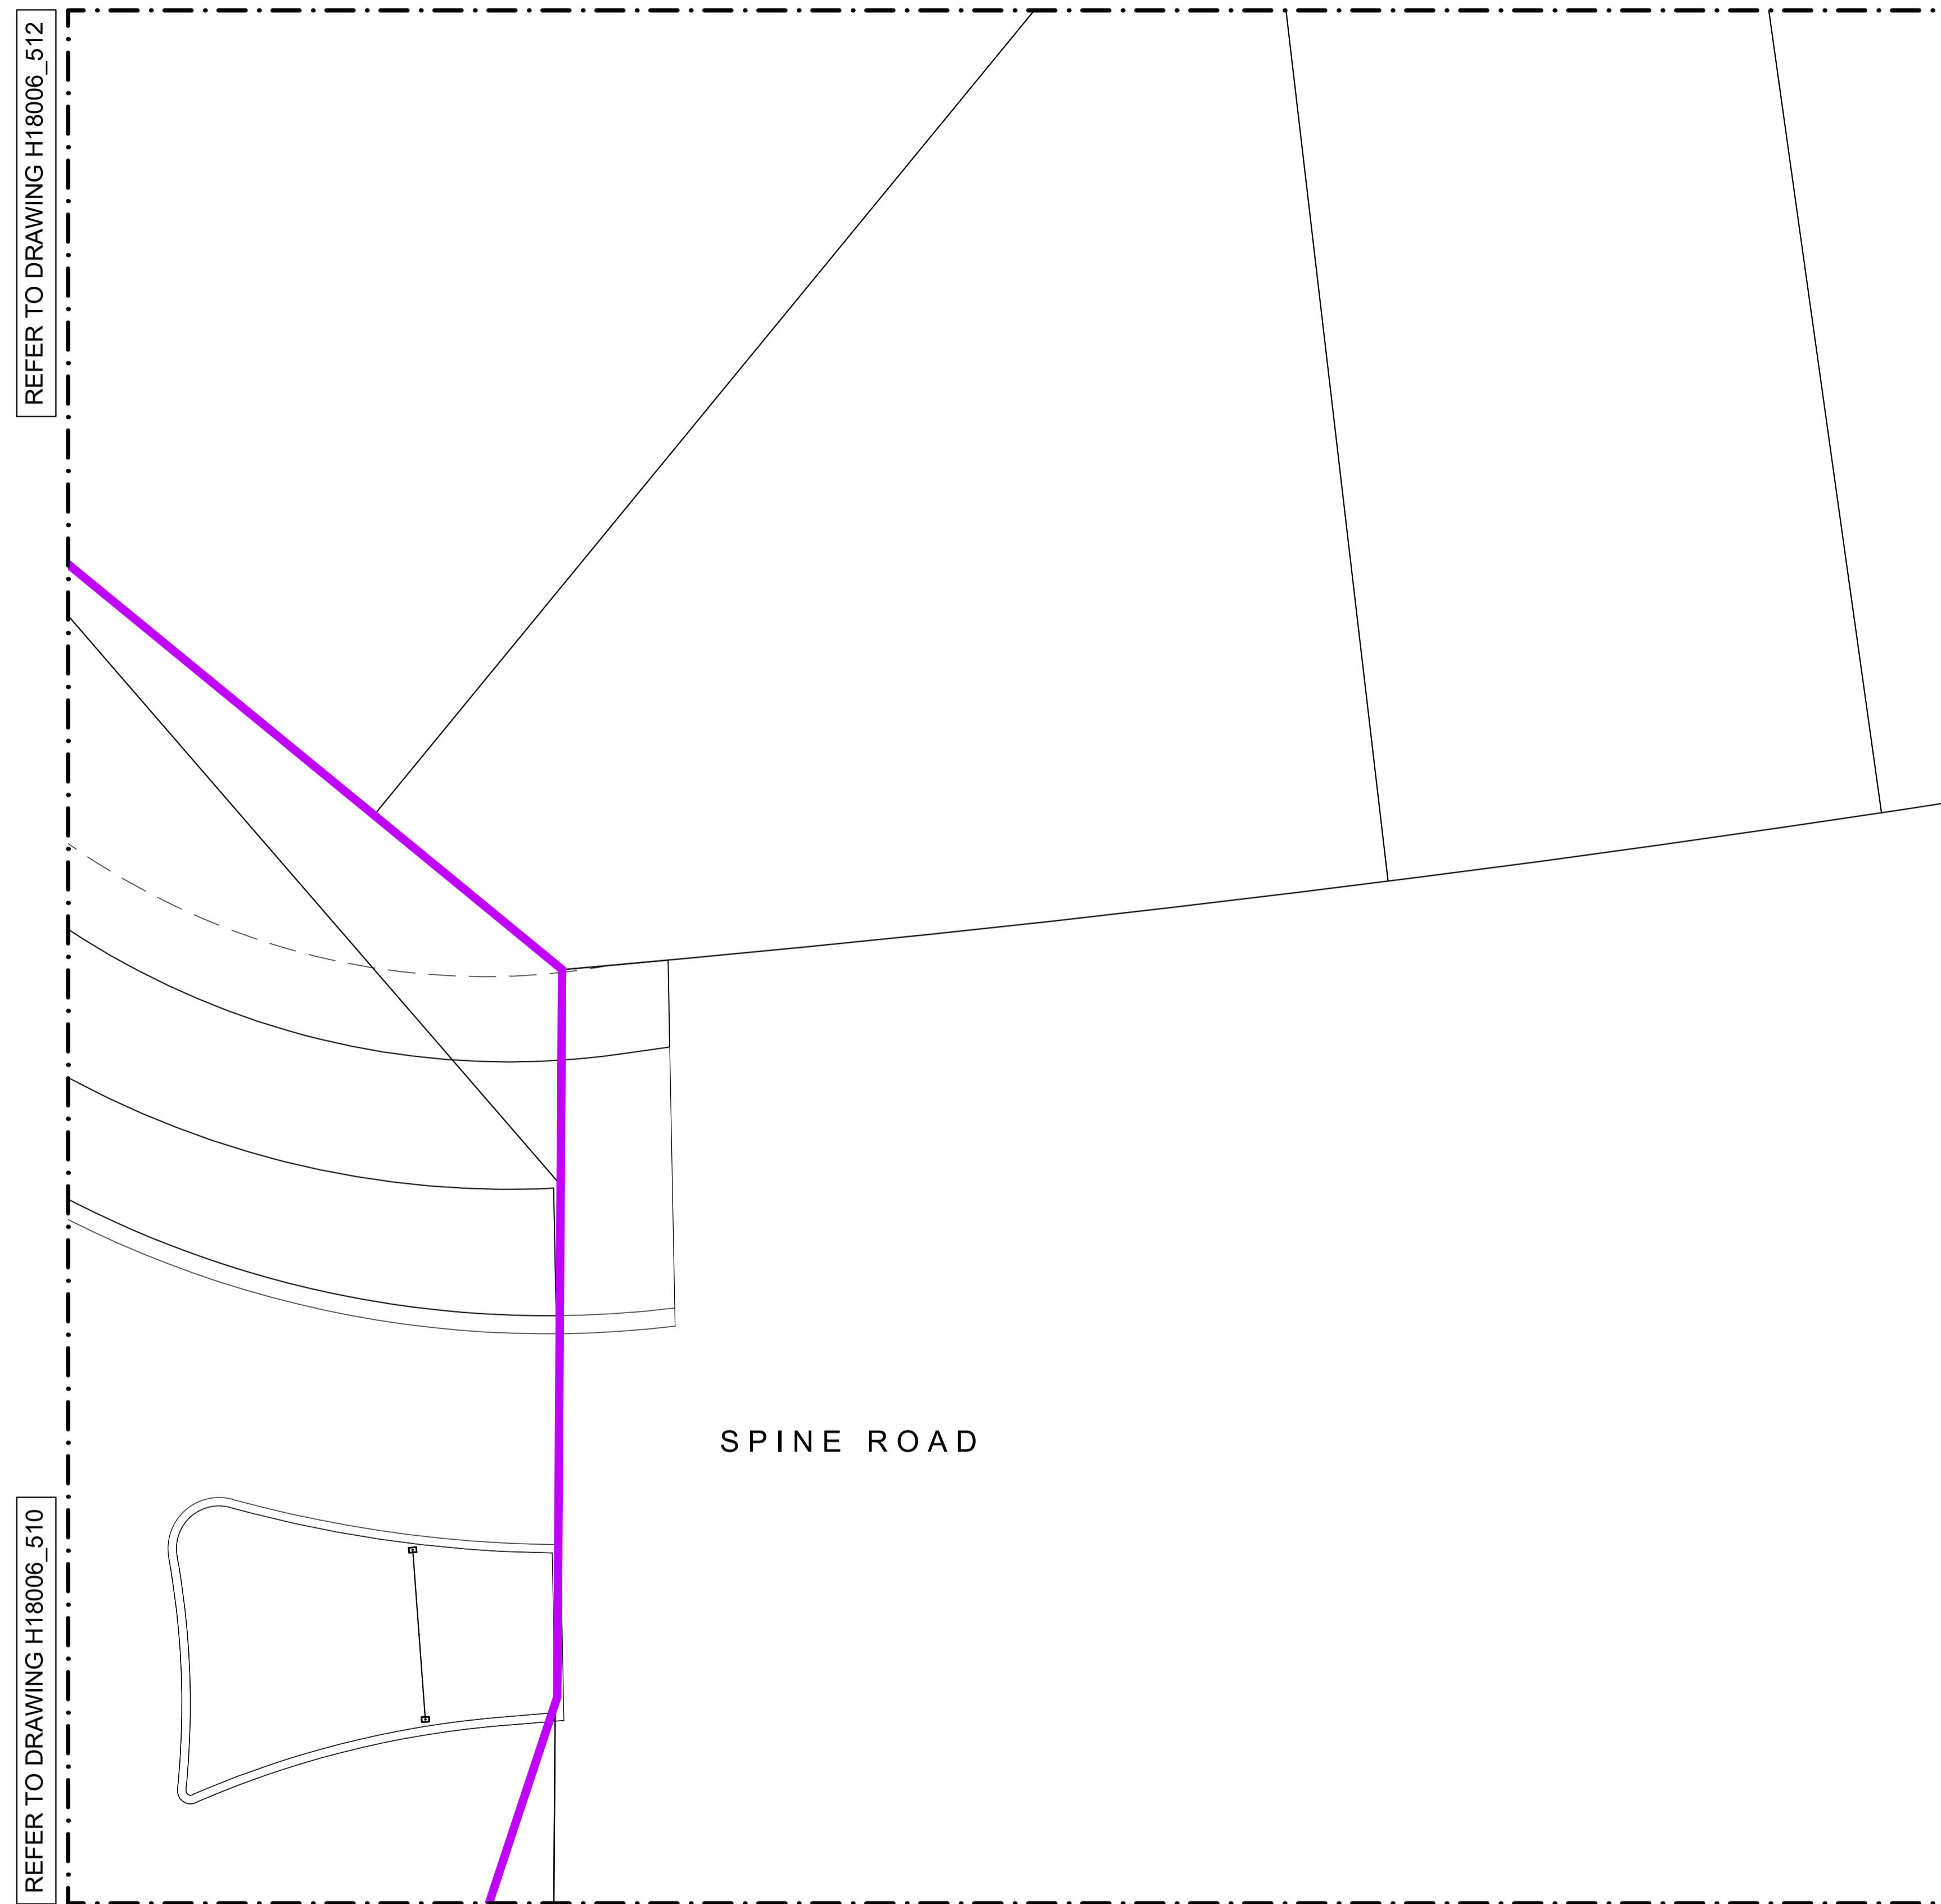 REFER TO DRAWING H18006_512
SPINE ROAD
REFER TO DRAWING H18006_510